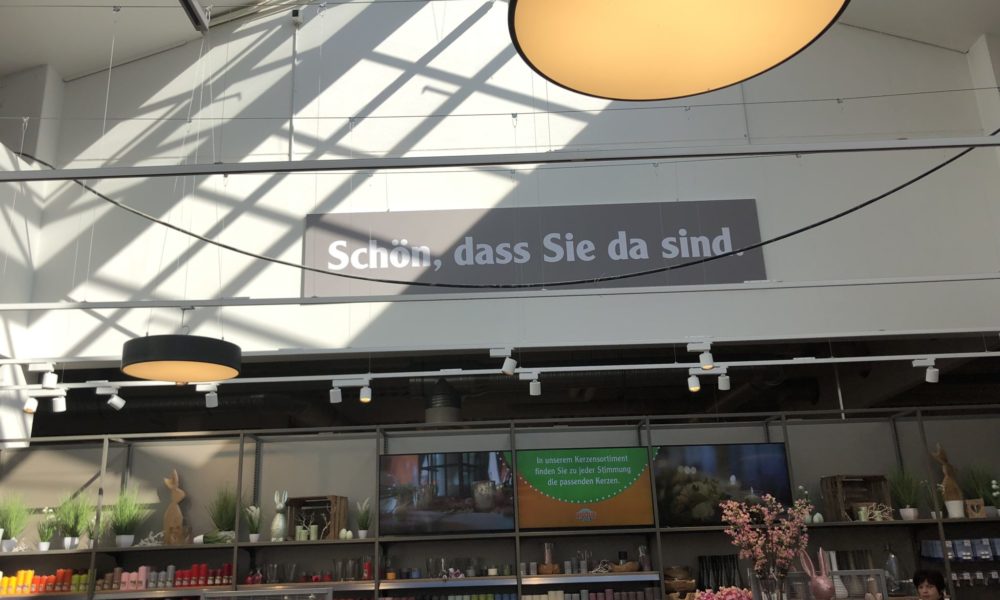 Schön, dass Sie da sind.
In unserem Kerzensortiment
finden Sie zu jeder Stimmung
die passenden Kerzen.